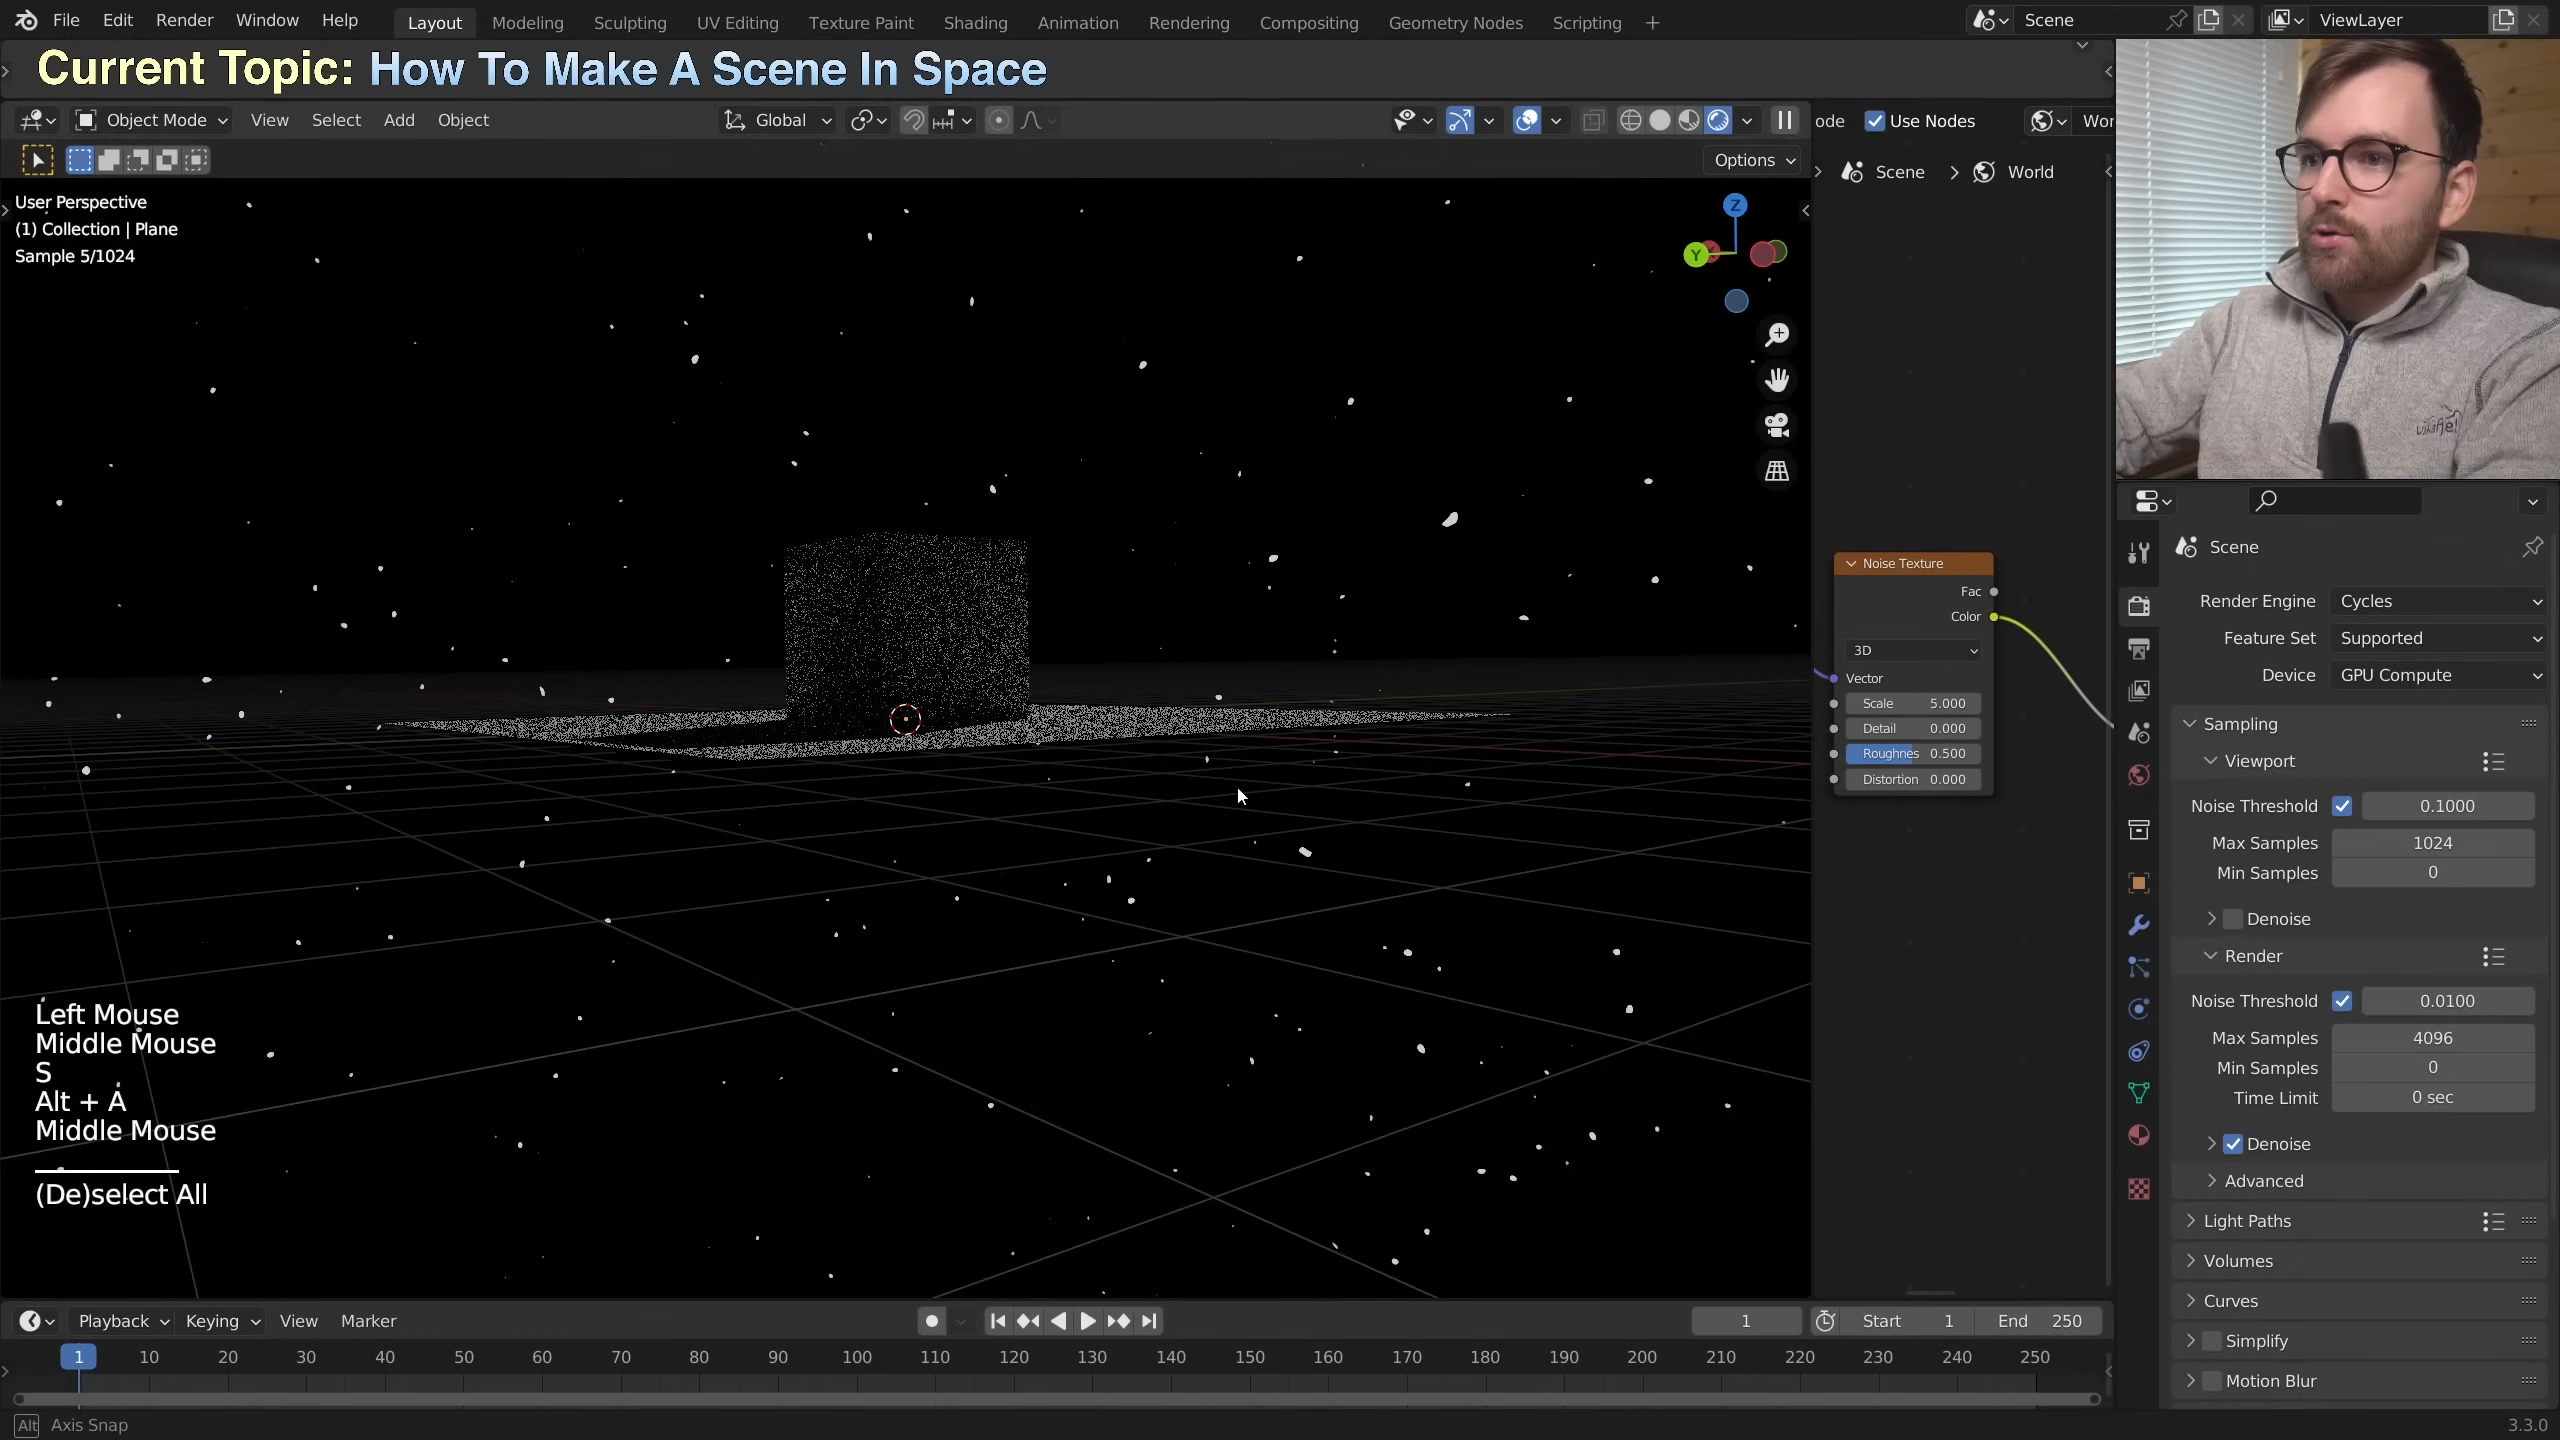 File Edit Render Window Help Layout Modeling Sculpting UV Editing Texture Paint Shading Animation Rendering Compositing Geometry Nodes Scripting + Scene ViewLayer
Current Topic: How To Make A Scene In Space
Object Mode View Select Add Object Global ode Use Nodes Wor
Options
Scene > World
User Perspective
(1) Collection | Plane
Sample 5/1024
Z
Y
Noise Texture
Fac
Color
3D
Vector
Scale 5.000
Detail 0.000
Roughnes 0.500
Distortion 0.000
Left Mouse
Middle Mouse
S
Alt + A
Middle Mouse
(De)select All
Scene
Render Engine Cycles
Feature Set Supported
Device GPU Compute
Sampling
Viewport
Noise Threshold 0.1000
Max Samples 1024
Min Samples 0
Denoise
Render
Noise Threshold 0.0100
Max Samples 4096
Min Samples 0
Time Limit 0 sec
Denoise
Advanced
Light Paths
Volumes
Curves
Simplify
Motion Blur
Playback Keying View Marker 1 Start 1 End 250
1 10 20 30 40 50 60 70 80 90 100 110 120 130 140 150 160 170 180 190 200 210 220 230 240 250
Alt Axis Snap 3.3.0